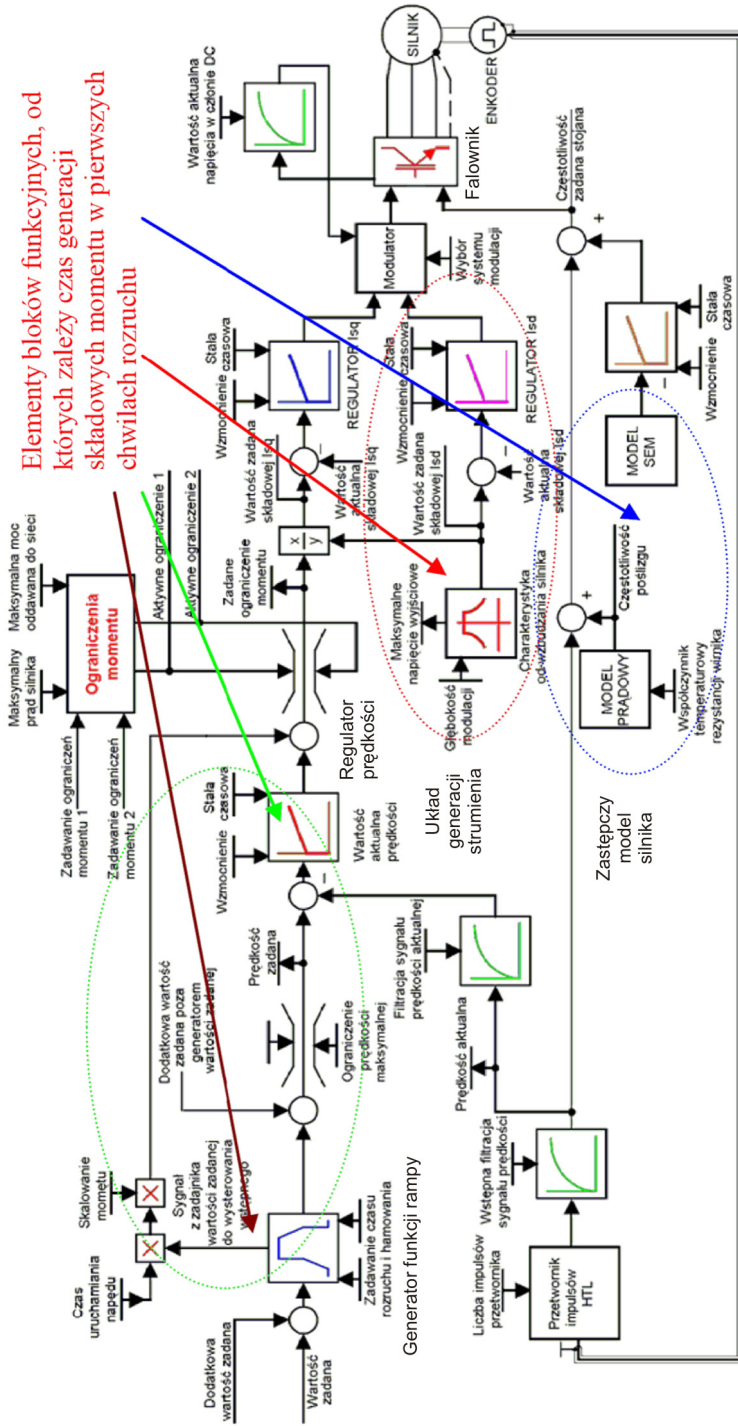 Elementy bloków funkcyjnych, od
których zależy czas generacji
składowych momentu w pierwszych
chwilach rozruchu
Wartość aktualna
napięcia w członie DC
SILNIK
ENKODER
Falownik
Modulator
Wybór
systemu
modulacji
Częstotliwość
zadana stojana
+
Maksymalna moc
oddawana do sieci
Maksymalny
prąd silnika
Ograniczenia
momentu
Aktywne ograniczenie 1
Aktywne ograniczenie 2
Zadawanie ograniczeń
momentu 1
Zadawanie ograniczeń
momentu 2
Zadane
ograniczenie
momentu
x
y
Wartość zadana
składowej Isq
Wartość
aktualna
składowej Isq
–
Wzmocnienie
Stała
czasowa
REGULATOR Isq
Wzmocnienie
Stała
czasowa
REGULATOR Isd
Wartość zadana
składowej Isd
–
Wartość
aktualna
składowej Isd
Maksymalne
napięcie wyjściowe
Głębokość
modulacji
Charakterystyka
od-wzbudzania silnika
Układ
generacji
strumienia
MODEL
SEM
–
Wzmocnienie
Stała
czasowa
MODEL
PRĄDOWY
+
Częstotliwość
poślizgu
Współczynnik
temperaturowy
rezystancji wirnika
Zastępczy
model
silnika
Regulator
prędkości
Wzmocnienie
Stała
czasowa
Wartość
aktualna
prędkości
–
Prędkość
zadana
Ograniczenie
prędkości
maksymalnej
Dodatkowa wartość
zadana poza
generatorem
wartości zadanej
Skalowanie
mometu
X
X
Czas
uruchamiania
napędu
Sygnał
z zadajnika
wartości zadanej
do wysterowania
wstępnego
Zadawanie czasu
rozruchu i hamowania
Generator funkcji rampy
Dodatkowa
wartość zadana
Wartość
zadana
Filtracja sygnału
prędkości aktualnej
Prędkość aktualna
Wstępna filtracja
sygnału prędkości
Liczba impulsów
przetwornika
Przetwornik
impulsów
HTL